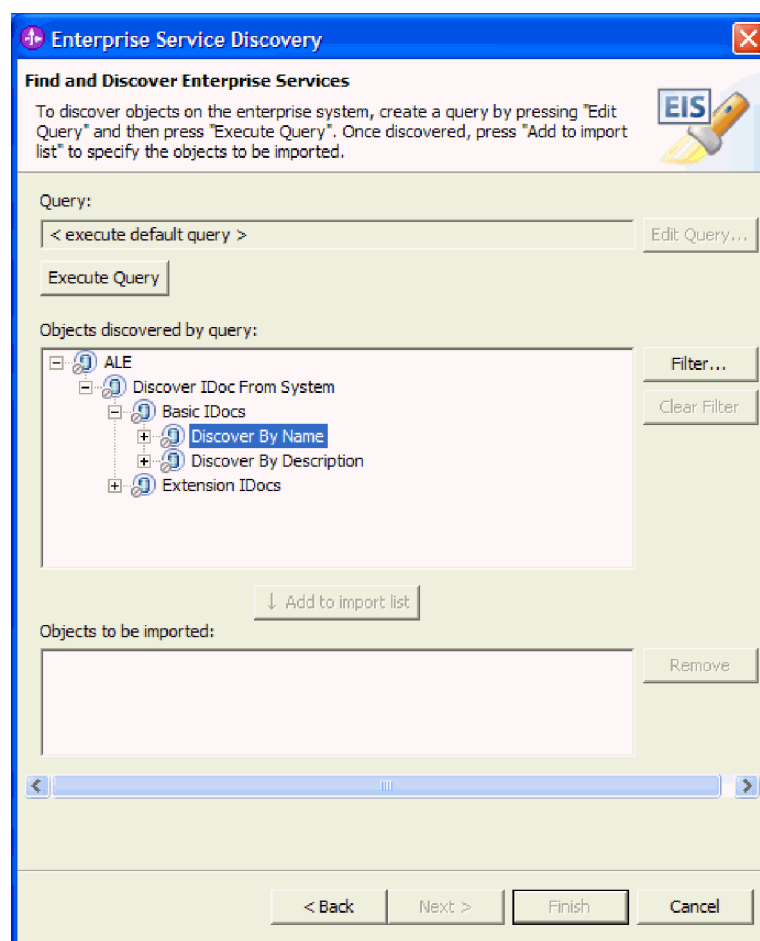 Enterprise Service Discovery
Find and Discover Enterprise Services
To discover objects on the enterprise system, create a query by pressing "Edit
Query" and then press "Execute Query". Once discovered, press "Add to import
list" to specify the objects to be imported.
EIS
Query:
< execute default query >
Edit Query...
Execute Query
Objects discovered by query:
ALE
Discover IDoc From System
Basic IDocs
Discover By Name
Discover By Description
Extension IDocs
Filter...
Clear Filter
↓ Add to import list
Objects to be imported:
Remove
< Back
Next >
Finish
Cancel